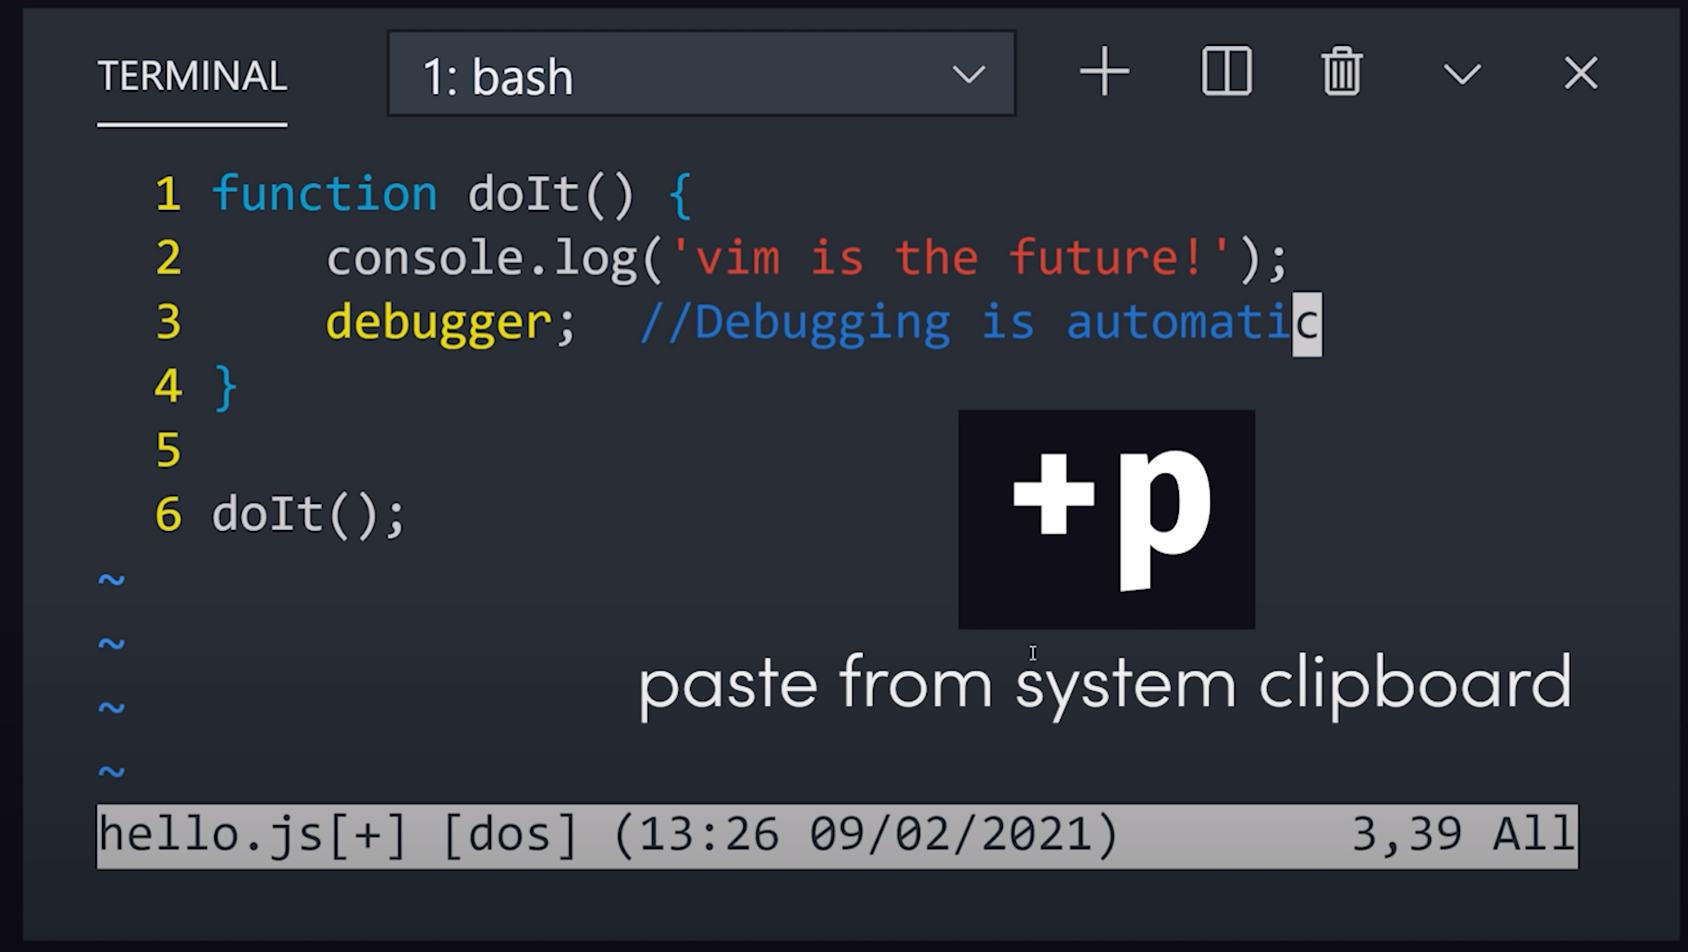 TERMINAL
1: bash
1 function doIt() {
2     console.log('vim is the future!');
3     debugger;  //Debugging is automatic
4 }
5
6 doIt();
~
~
~
~
+p
paste from system clipboard
hello.js[+] [dos] (13:26 09/02/2021) 3,39 All